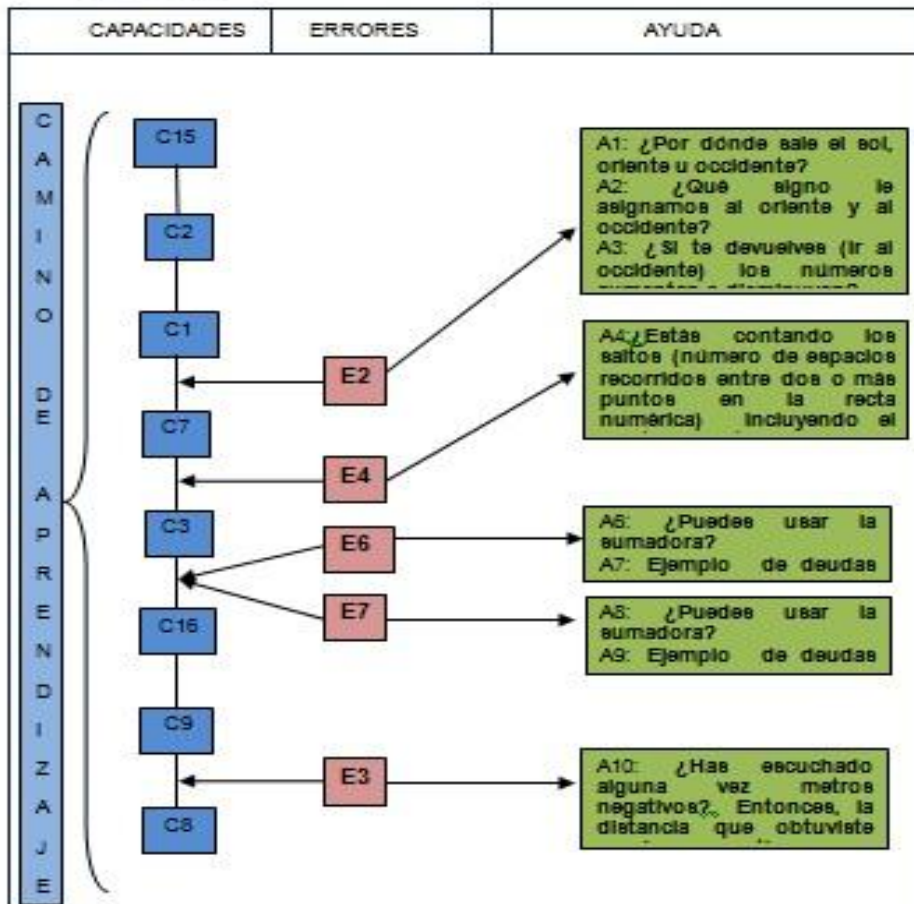 CAPACIDADES ERRORES AYUDA
CAMINO DE APRENDIZAJE
C15
C2
C1
C7
C3
C16
C9
C8
E2
E4
E6
E7
E3
A1: ¿Por dónde sale el sol,
oriente u occidente?
A2: ¿Qué signo le
asignamos al oriente y al
occidente?
A3: ¿Si te devuelves (ir al
occidente) los números
A4:¿Estás contando los
saltos (número de espacios
recorridos entre dos o más
puntos en la recta
numérica) incluyendo el
A6: ¿Puedes usar la
sumadora?
A7: Ejemplo de deudas
A8: ¿Puedes usar la
sumadora?
A9: Ejemplo de deudas
A10: ¿Has escuchado
alguna vez metros
negativos?. Entonces, la
distancia que obtuviste